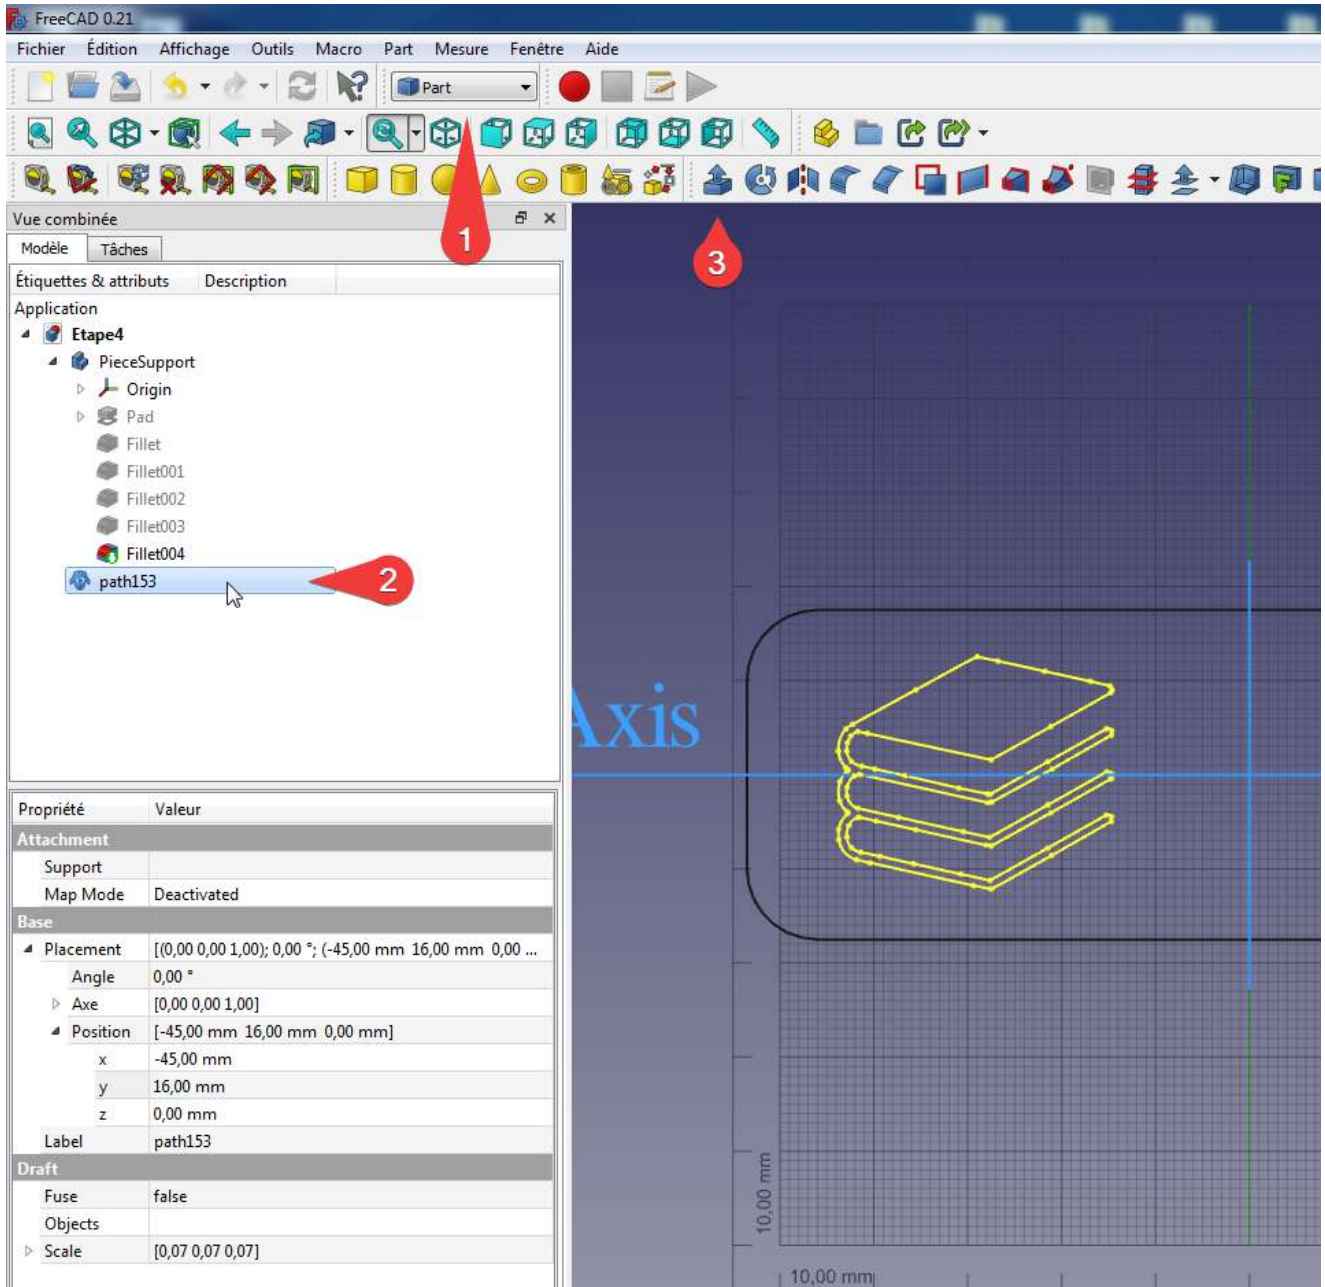 FreeCAD 0.21
Fichier Édition Affichage Outils Macro Part Mesure Fenêtre Aide
Part
Vue combinée
1
3
Modèle Tâches
Étiquettes & attributs Description
Application
Etape4
PieceSupport
Origin
Pad
Fillet
Fillet001
Fillet002
Fillet003
Fillet004
path153
2
Axis
Propriété Valeur
Attachment
Support
Map Mode Deactivated
Base
Placement [(0,00 0,00 1,00); 0,00 °; (-45,00 mm 16,00 mm 0,00 ...
Angle 0,00 °
Axe [0,00 0,00 1,00]
Position [-45,00 mm 16,00 mm 0,00 mm]
x -45,00 mm
y 16,00 mm
z 0,00 mm
Label path153
Draft
Fuse false
Objects
Scale [0,07 0,07 0,07]
10,00 mm
10,00 mm